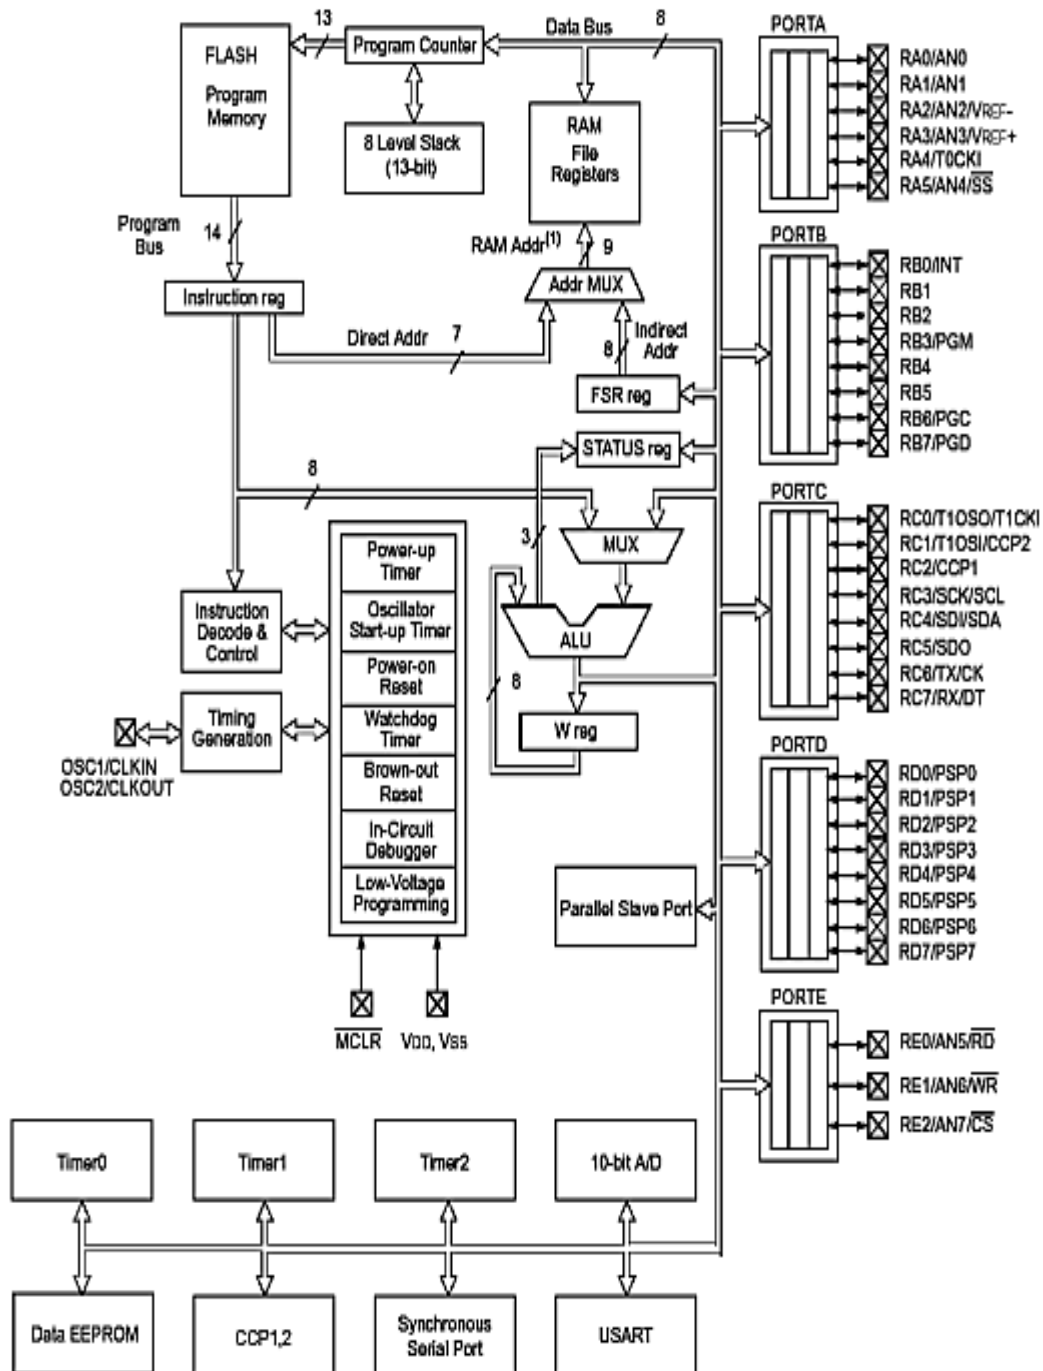 13
Data Bus
8
PORTA
FLASH
Program
Memory
Program Counter
8 Level Stack
(13-bit)
RAM
File
Registers
RA0/AN0
RA1/AN1
RA2/AN2/VREF-
RA3/AN3/VREF+
RA4/T0CKI
RA5/AN4/SS
Program
Bus
14
RAM Addr(1)
9
PORTB
Instruction reg
Addr MUX
Direct Addr
7
8
Indirect
Addr
FSR reg
STATUS reg
RB0/INT
RB1
RB2
RB3/PGM
RB4
RB5
RB6/PGC
RB7/PGD
8
3
MUX
ALU
8
W reg
PORTC
RC0/T1OSO/T1CKI
RC1/T1OSI/CCP2
RC2/CCP1
RC3/SCK/SCL
RC4/SDI/SDA
RC5/SDO
RC6/TX/CK
RC7/RX/DT
Instruction
Decode &
Control
Timing
Generation
OSC1/CLKIN
OSC2/CLKOUT
Power-up
Timer
Oscillator
Start-up Timer
Power-on
Reset
Watchdog
Timer
Brown-out
Reset
In-Circuit
Debugger
Low-Voltage
Programming
MCLR
VDD, VSS
Parallel Slave Port
PORTD
RD0/PSP0
RD1/PSP1
RD2/PSP2
RD3/PSP3
RD4/PSP4
RD5/PSP5
RD6/PSP6
RD7/PSP7
PORTE
RE0/AN5/RD
RE1/AN6/WR
RE2/AN7/CS
Timer0
Timer1
Timer2
10-bit A/D
Data EEPROM
CCP1,2
Synchronous
Serial Port
USART